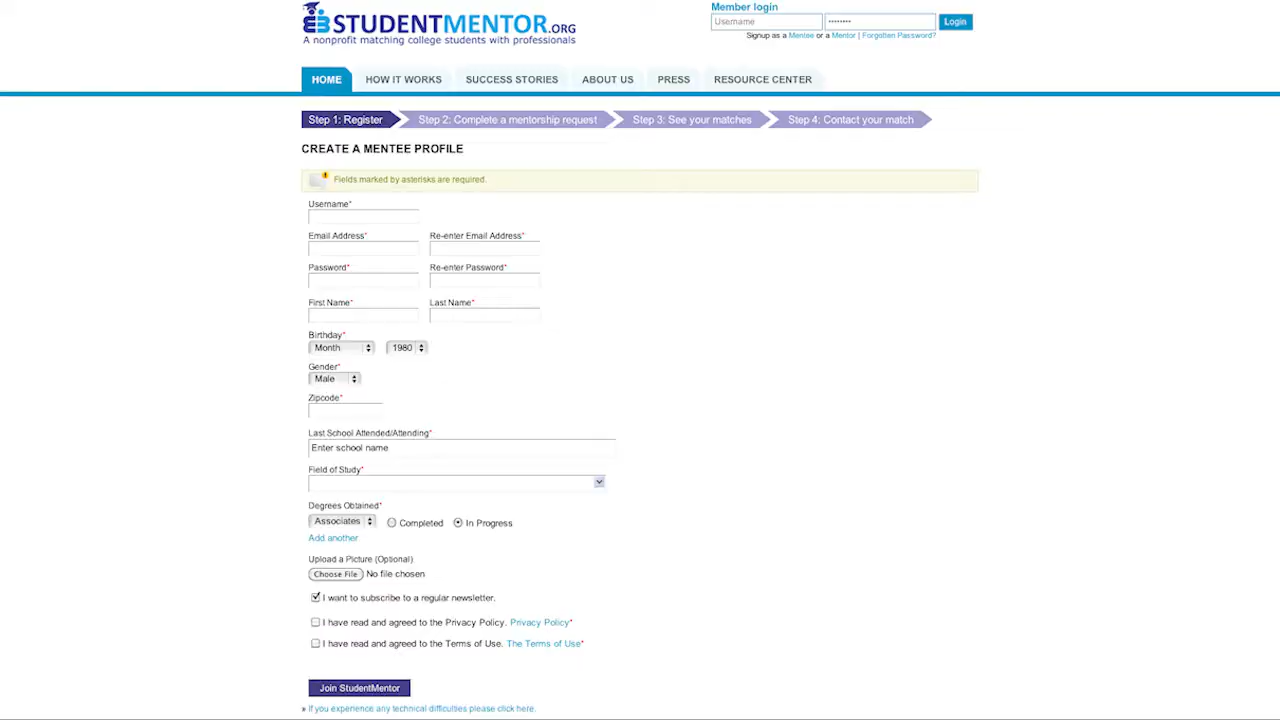 STUDENTMENTOR.ORG
A nonprofit matching college students with professionals
Member login
Username ••••••••  Login
Signup as a Mentee or a Mentor | Forgotten Password?
HOME HOW IT WORKS SUCCESS STORIES ABOUT US PRESS RESOURCE CENTER
Step 1: Register Step 2: Complete a mentorship request Step 3: See your matches Step 4: Contact your match
CREATE A MENTEE PROFILE
Fields marked by asterisks are required.
Username*
Email Address* Re-enter Email Address*
Password* Re-enter Password*
First Name* Last Name*
Birthday*
Month 1980
Gender*
Male
Zipcode*
Last School Attended/Attending*
Enter school name
Field of Study*
Degrees Obtained*
Associates Completed In Progress
Add another
Upload a Picture (Optional)
Choose File No file chosen
I want to subscribe to a regular newsletter.
I have read and agreed to the Privacy Policy. Privacy Policy*
I have read and agreed to the Terms of Use. The Terms of Use*
Join StudentMentor
» If you experience any technical difficulties please click here.